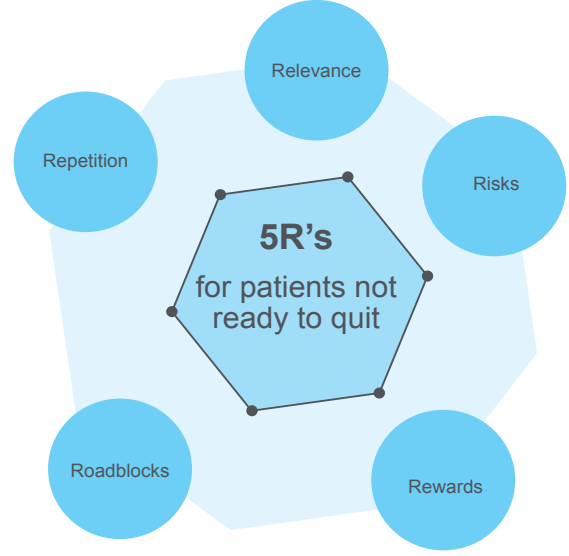 Relevance
Repetition
Risks
5R's
for patients not
ready to quit
Roadblocks
Rewards